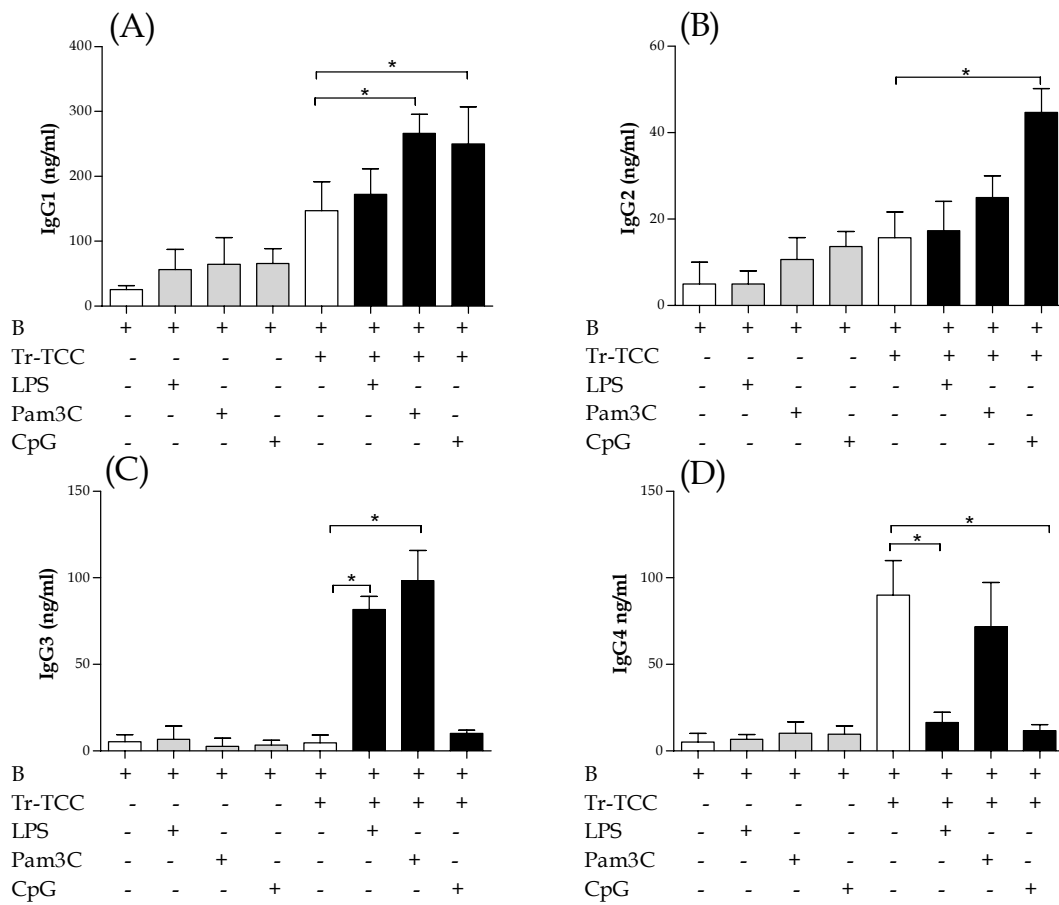 (A)
400
300
200
100
0
IgG1 (ng/ml)
* *
B + + + + + + + +
Tr-TCC - - - - + + + +
LPS - + - - - + - -
Pam3C - - + - - - + -
CpG - - - + - - - +
(B)
60
40
20
0
IgG2 (ng/ml)
*
B + + + + + + + +
Tr-TCC - - - - + + + +
LPS - + - - - + - -
Pam3C - - + - - - + -
CpG - - - + - - - +
(C)
150
100
50
0
IgG3 (ng/ml)
* *
B + + + + + + + +
Tr-TCC - - - - + + + +
LPS - + - - - + - -
Pam3C - - + - - - + -
CpG - - - + - - - +
(D)
150
100
50
0
IgG4 ng/ml)
* *
B + + + + + + + +
Tr-TCC - - - - + + + +
LPS - + - - - + - -
Pam3C - - + - - - + -
CpG - - - + - - - +